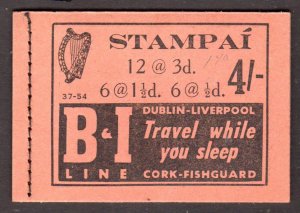 STAMPAÍ
12 @ 3d.
6 @ 1½d. 6 @ ½d. 4/-
37-54
B&I
LINE
DUBLIN-LIVERPOOL
Travel while
you sleep
CORK-FISHGUARD